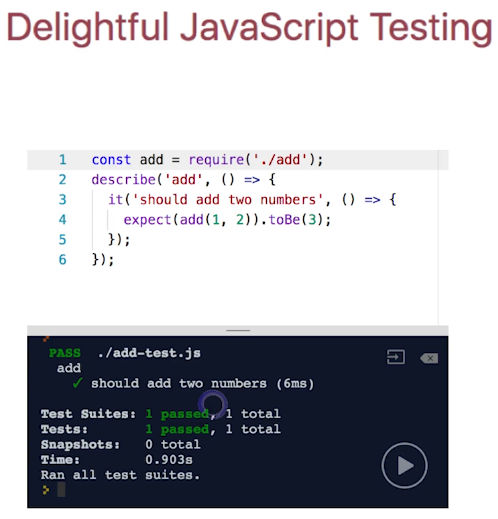 Delightful JavaScript Testing
1 const add = require('./add');
2 describe('add', () => {
3 it('should add two numbers', () => {
4 expect(add(1, 2)).toBe(3);
5 });
6 });
PASS ./add-test.js
add
✓ should add two numbers (6ms)
Test Suites: 1 passed, 1 total
Tests: 1 passed, 1 total
Snapshots: 0 total
Time: 0.903s
Ran all test suites.
>